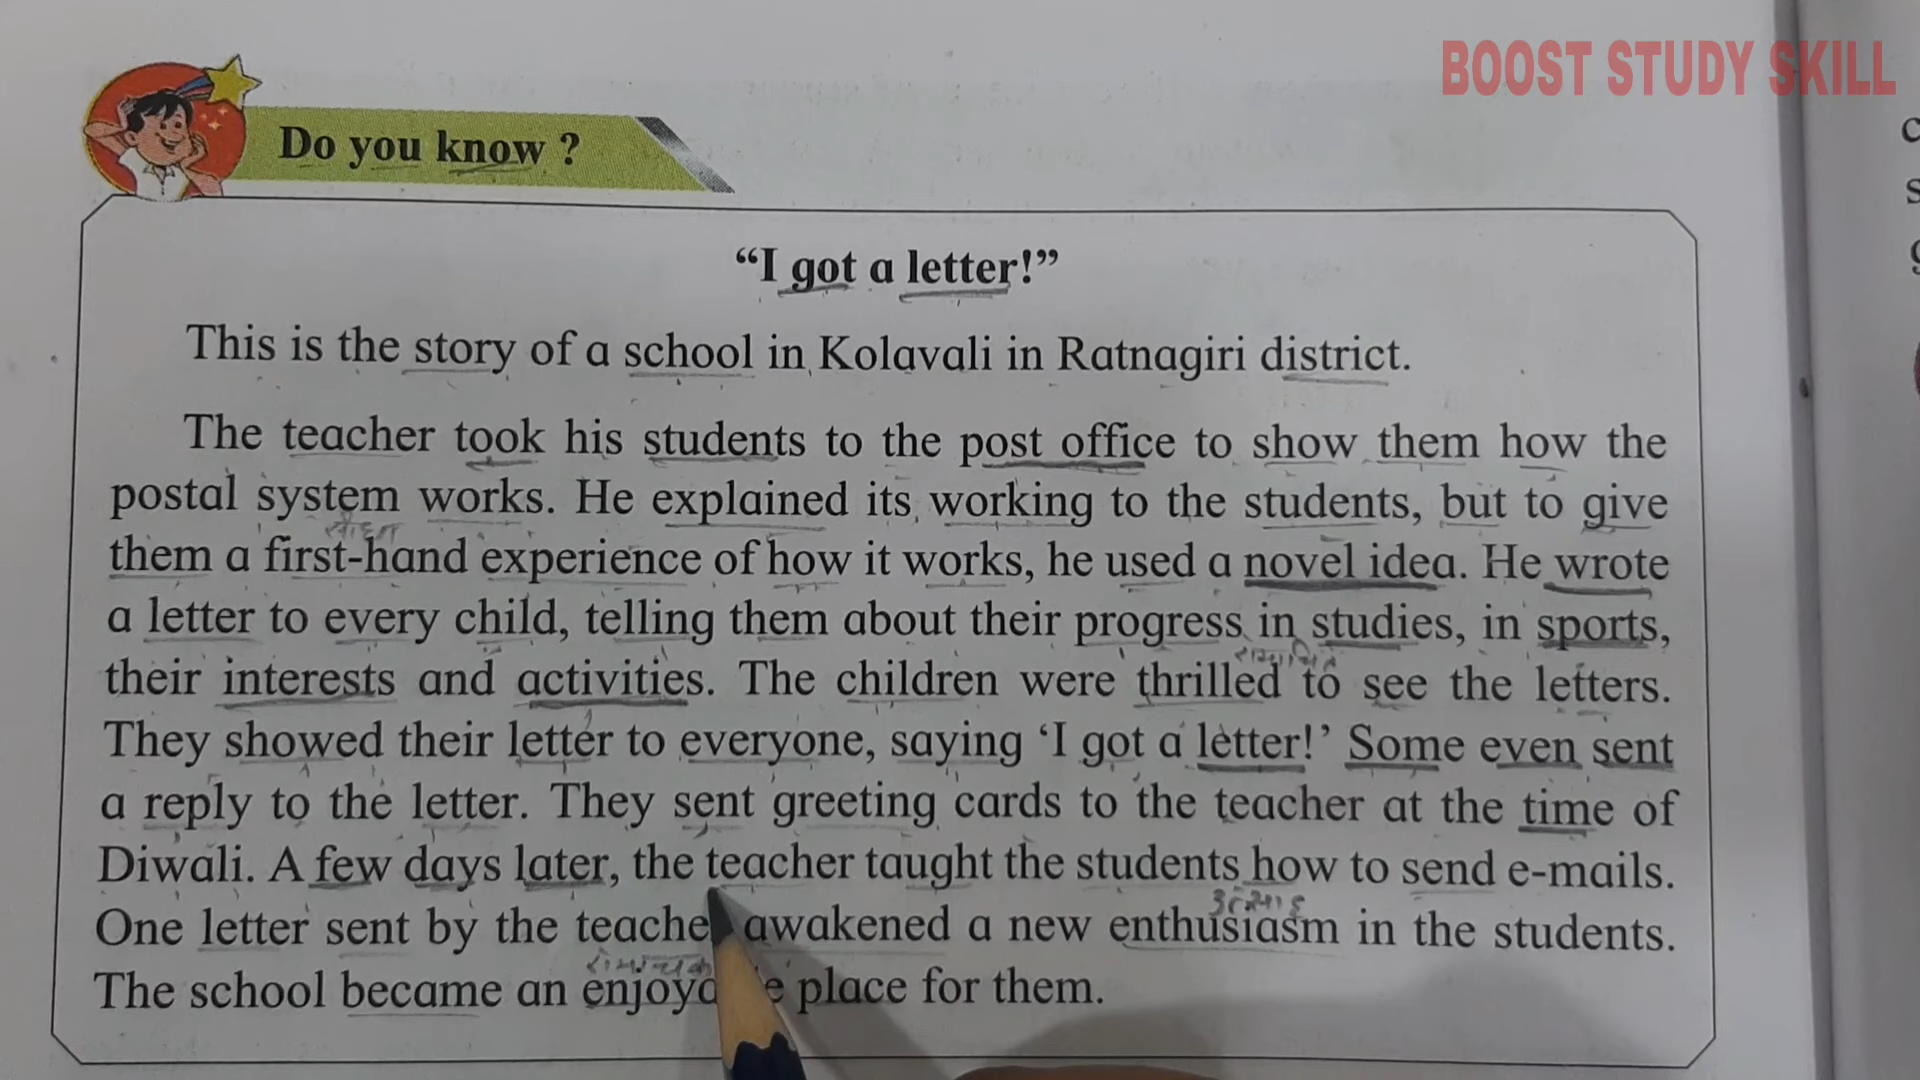 BOOST STUDY SKILL
Do you know ?
“I got a letter!”
This is the story of a school in Kolavali in Ratnagiri district.
The teacher took his students to the post office to show them how the
postal system works. He explained its working to the students, but to give
them a first-hand experience of how it works, he used a novel idea. He wrote
a letter to every child, telling them about their progress in studies, in sports,
their interests and activities. The children were thrilled to see the letters.
They showed their letter to everyone, saying ‘I got a letter!’ Some even sent
a reply to the letter. They sent greeting cards to the teacher at the time of
Diwali. A few days later, the teacher taught the students how to send e-mails.
One letter sent by the teache awakened a new enthusiasm in the students.
The school became an place for them.